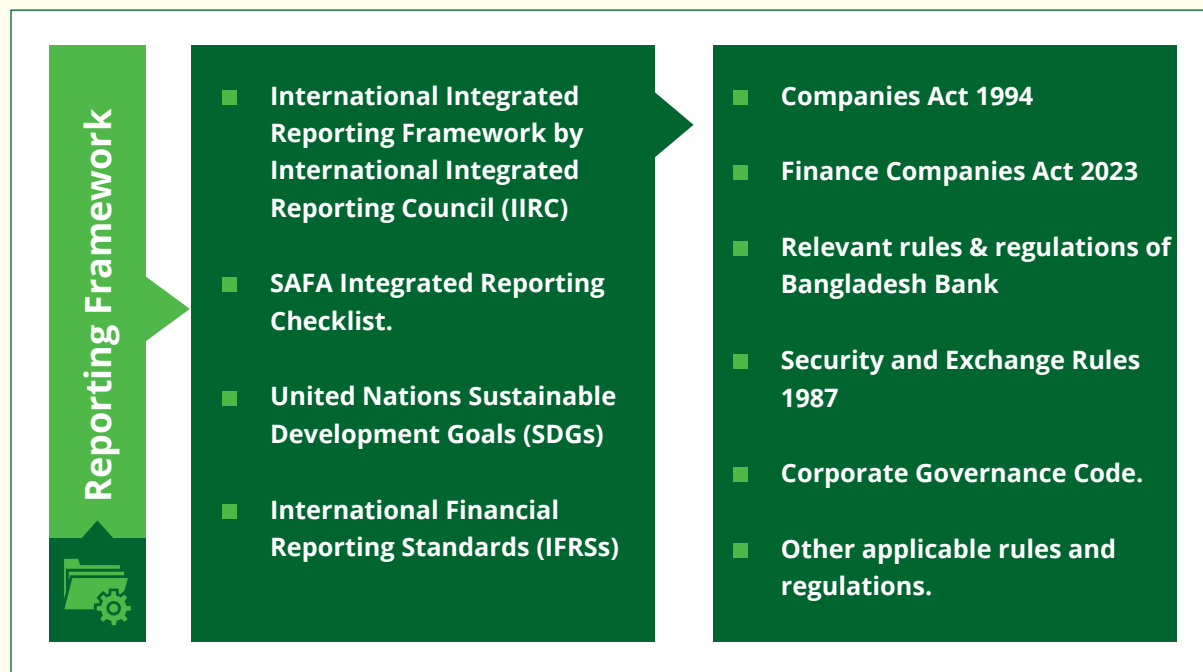 Reporting Framework
International Integrated
Reporting Framework by
International Integrated
Reporting Council (IIRC)
SAFA Integrated Reporting
Checklist.
United Nations Sustainable
Development Goals (SDGs)
International Financial
Reporting Standards (IFRSs)
Companies Act 1994
Finance Companies Act 2023
Relevant rules & regulations of
Bangladesh Bank
Security and Exchange Rules
1987
Corporate Governance Code.
Other applicable rules and
regulations.